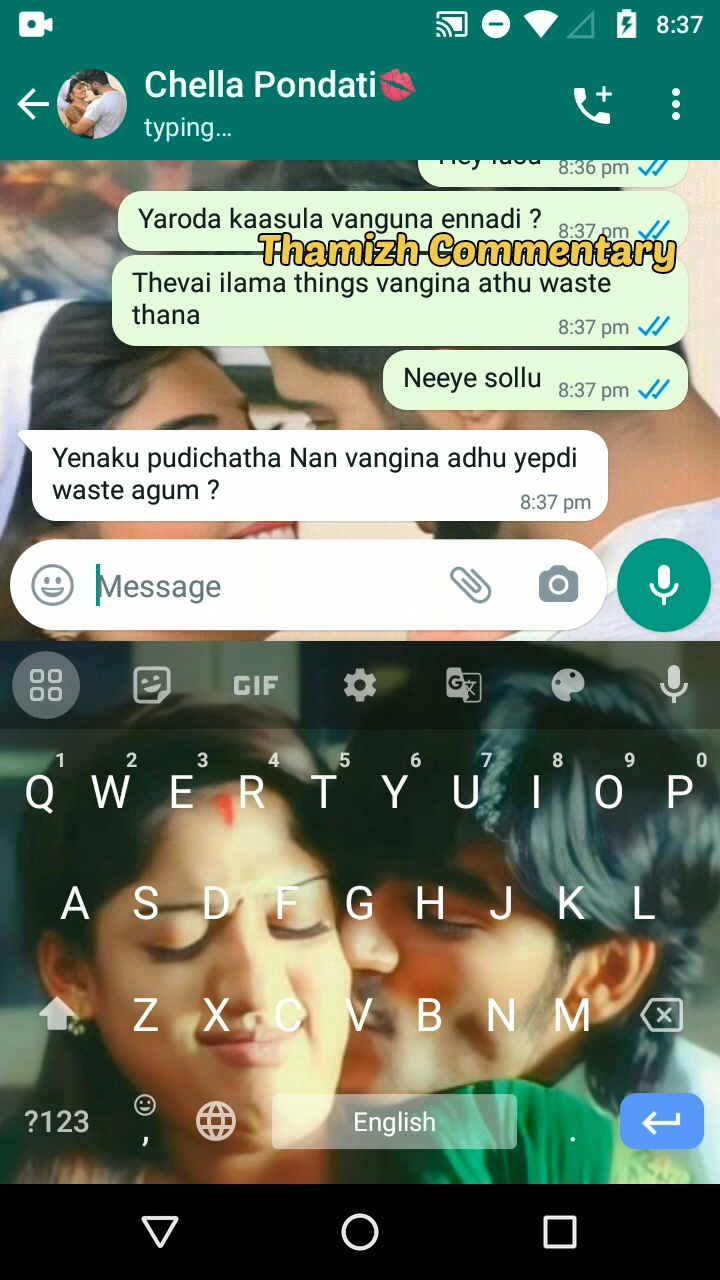 8:37
Chella Pondati💋
typing...
8:36 pm
Yaroda kaasula vanguna ennadi ?
8:37 pm
Thamizh Commentary
Thevai ilama things vangina athu waste
thana
8:37 pm
Neeye sollu
8:37 pm
Yenaku pudichatha Nan vangina adhu yepdi
waste agum ?
8:37 pm
Message
GIF
G
1 2 3 4 5 6 7 8 9 0
Q W E R T Y U I O P
A S D F G H J K L
Z X C V B N M
?123 , English .